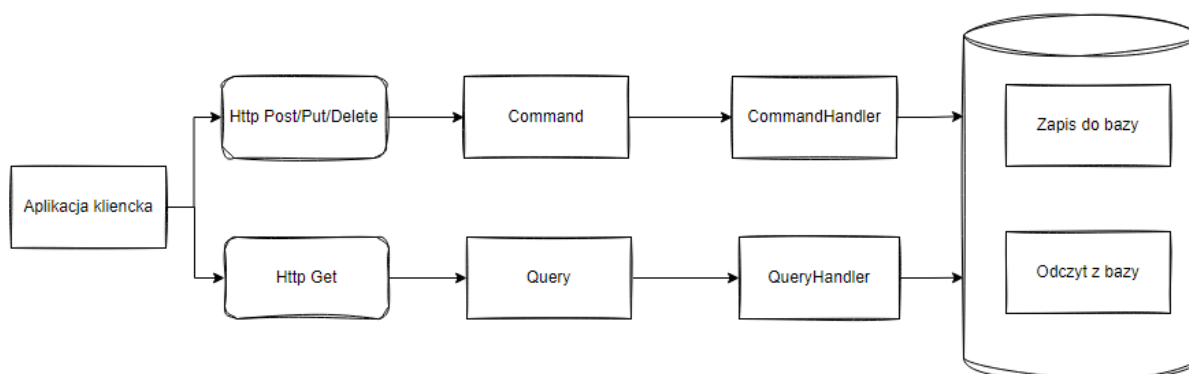 Http Post/Put/Delete
Command
CommandHandler
Zapis do bazy
Aplikacja kliencka
Http Get
Query
QueryHandler
Odczyt z bazy